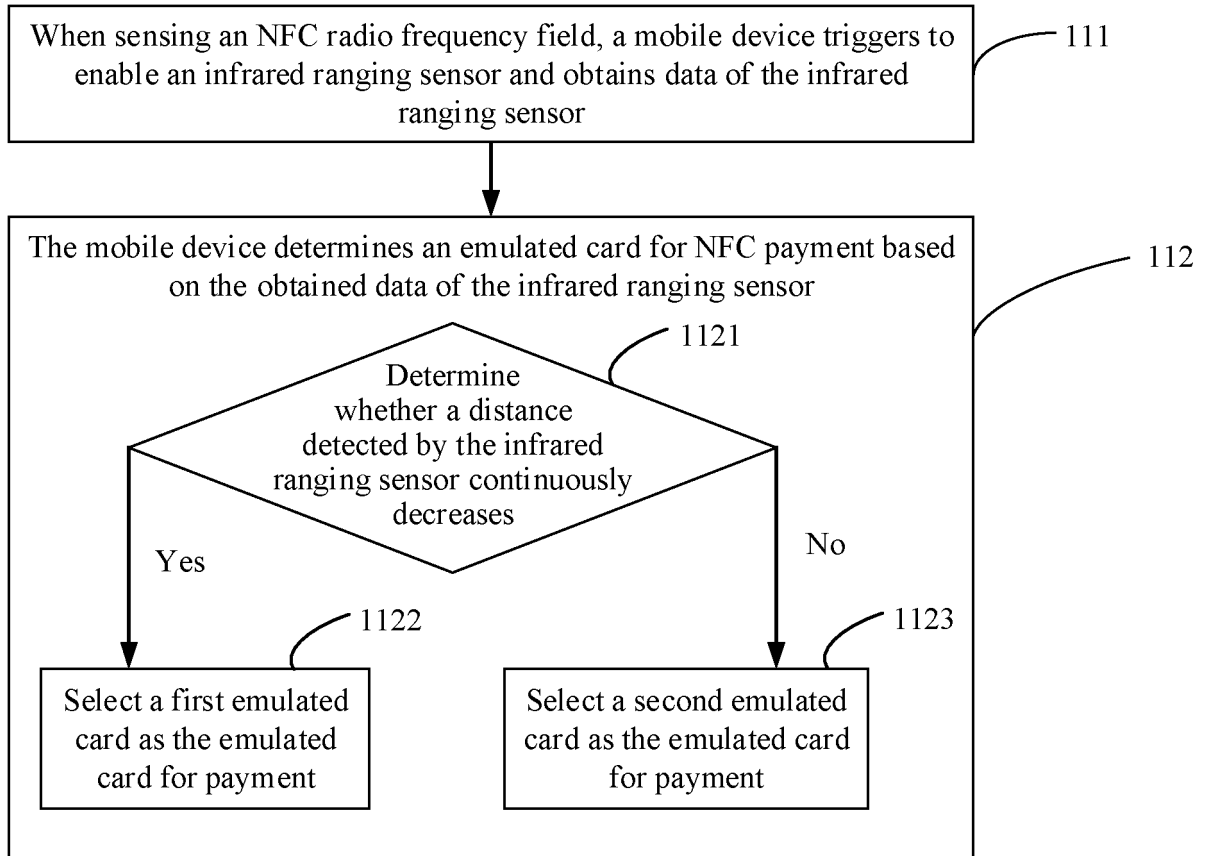 When sensing an NFC radio frequency field, a mobile device triggers to
enable an infrared ranging sensor and obtains data of the infrared
ranging sensor
111
The mobile device determines an emulated card for NFC payment based
on the obtained data of the infrared ranging sensor
112
1121
Determine
whether a distance
detected by the infrared
ranging sensor continuously
decreases
Yes
No
1122
1123
Select a first emulated
card as the emulated
card for payment
Select a second emulated
card as the emulated card
for payment